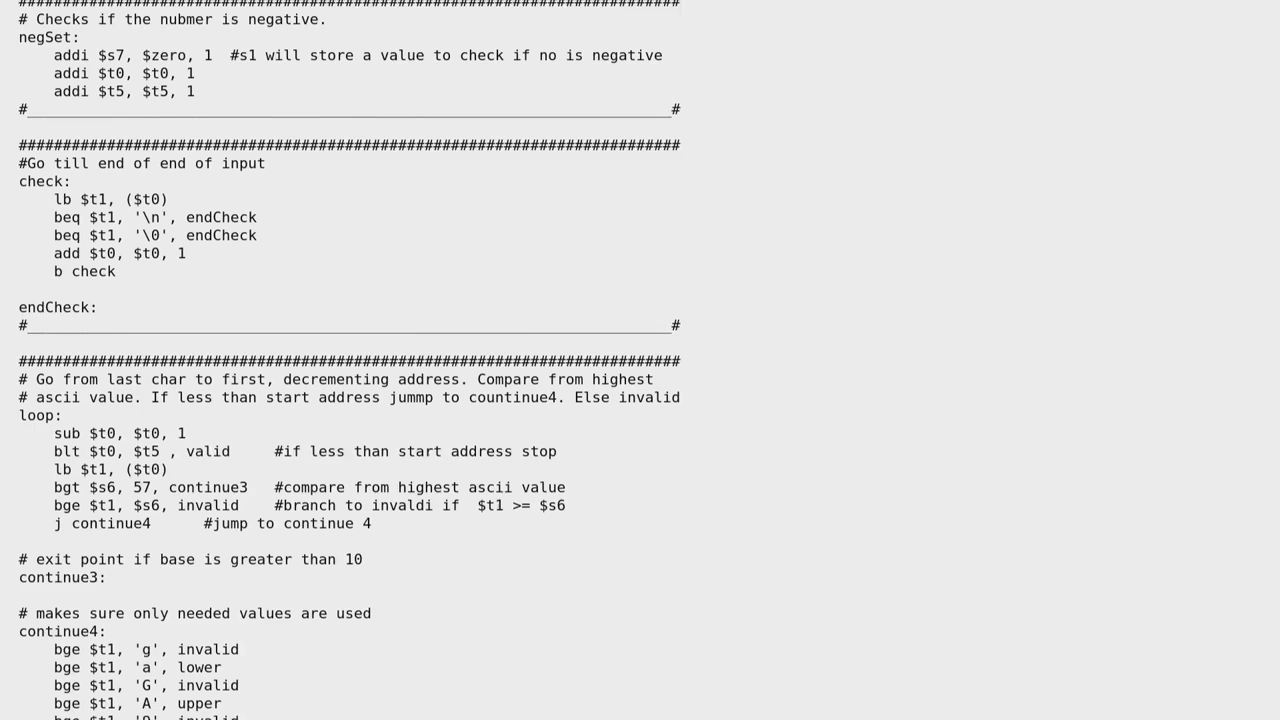 ###########################################################################
# Checks if the nubmer is negative.
negSet:
    addi $s7, $zero, 1  #s1 will store a value to check if no is negative
    addi $t0, $t0, 1
    addi $t5, $t5, 1
#_________________________________________________________________________#

###########################################################################
#Go till end of end of input
check:
    lb $t1, ($t0)
    beq $t1, '\n', endCheck
    beq $t1, '\0', endCheck
    add $t0, $t0, 1
    b check

endCheck:
#_________________________________________________________________________#

###########################################################################
# Go from last char to first, decrementing address. Compare from highest
# ascii value. If less than start address jummp to countinue4. Else invalid
loop:
    sub $t0, $t0, 1
    blt $t0, $t5 , valid     #if less than start address stop
    lb $t1, ($t0)
    bgt $s6, 57, continue3   #compare from highest ascii value
    bge $t1, $s6, invalid    #branch to invaldi if  $t1 >= $s6
    j continue4      #jump to continue 4

# exit point if base is greater than 10
continue3:

# makes sure only needed values are used
continue4:
    bge $t1, 'g', invalid
    bge $t1, 'a', lower
    bge $t1, 'G', invalid
    bge $t1, 'A', upper